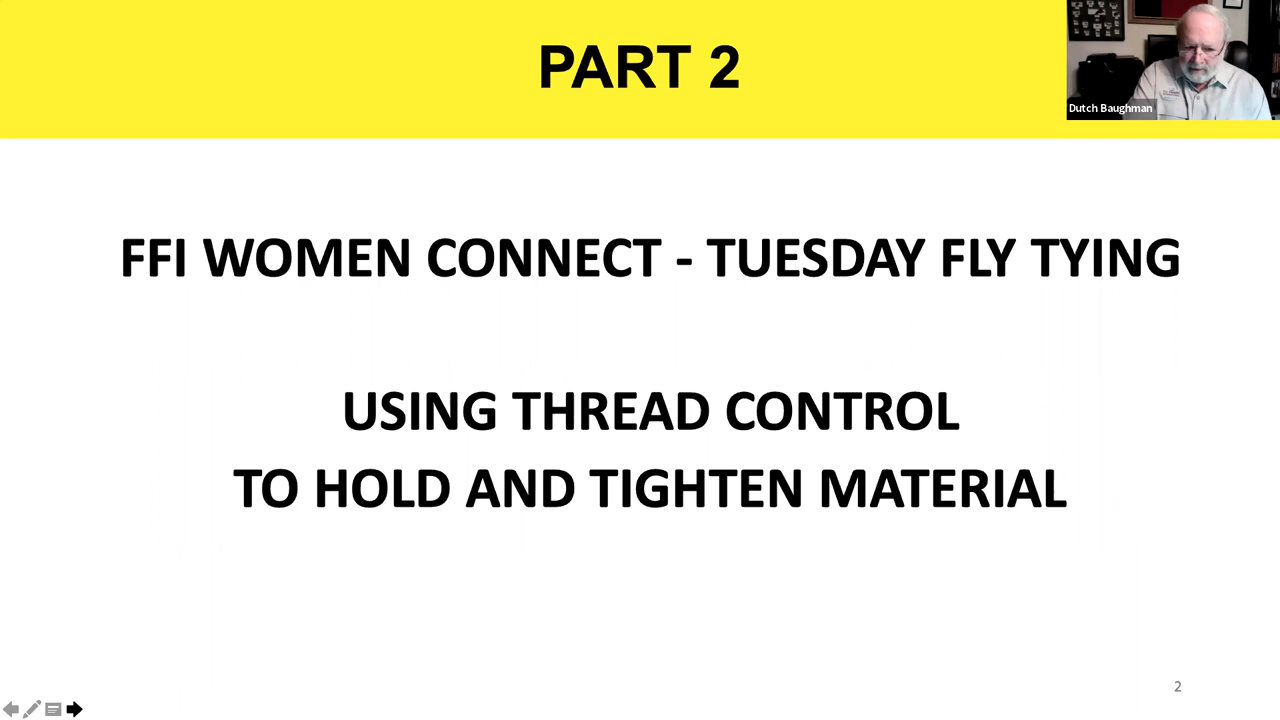 PART 2
Dutch Baughman
FFI WOMEN CONNECT - TUESDAY FLY TYING
USING THREAD CONTROL
TO HOLD AND TIGHTEN MATERIAL
2